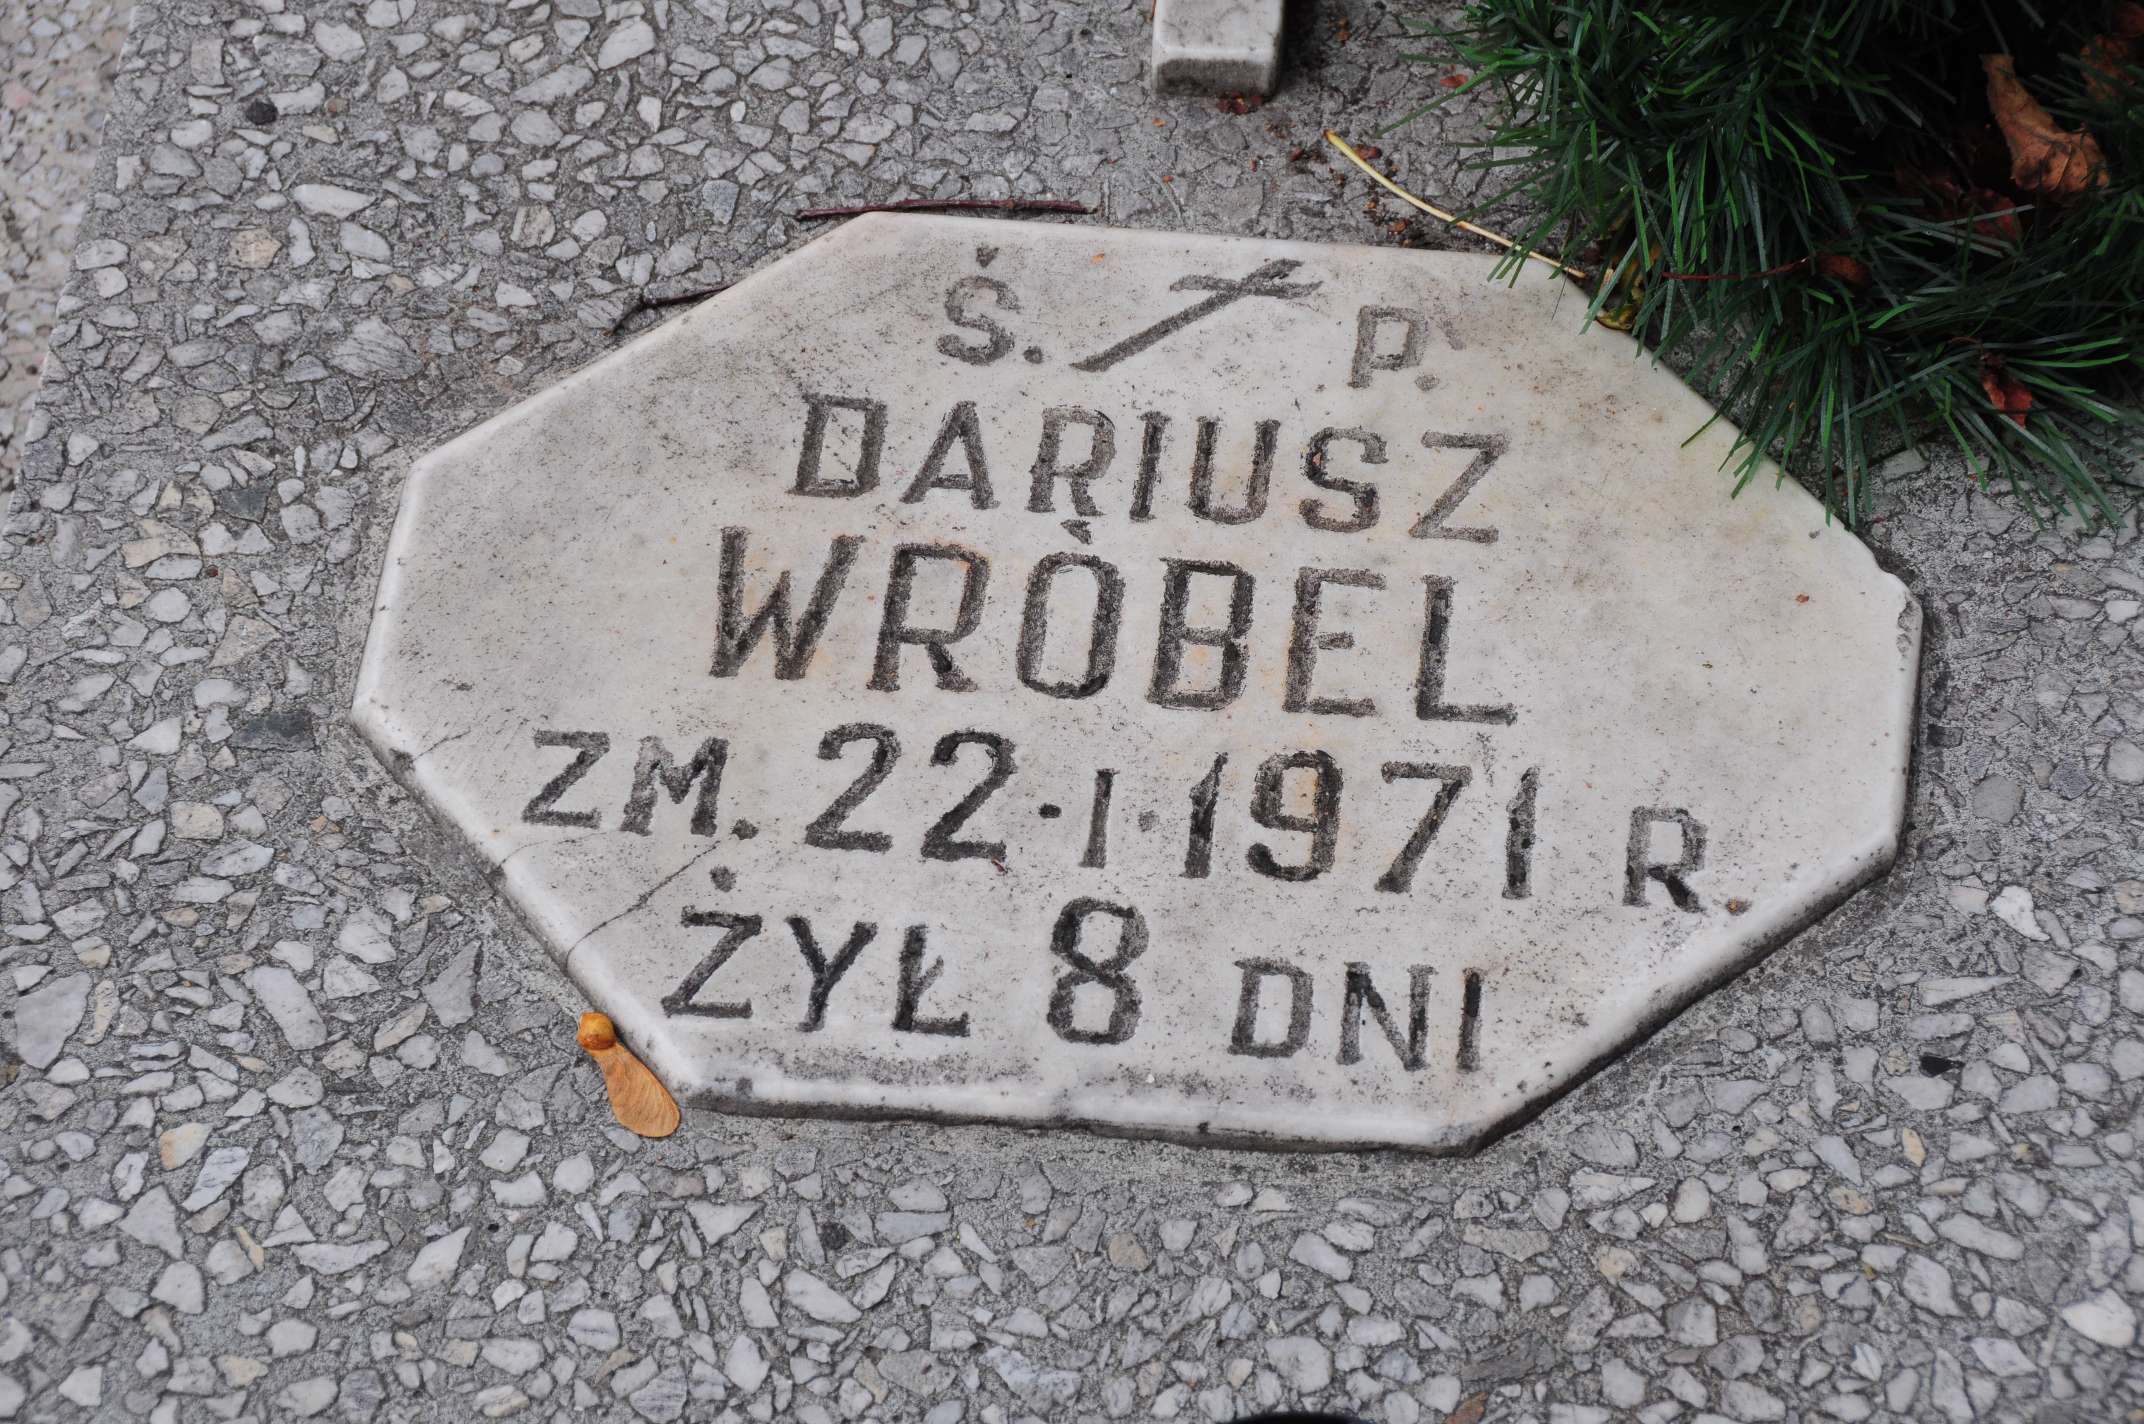 Ś. P.
DARIUSZ
WRÓBEL
ZM. 22·I·1971 R.
ŻYŁ 8 DNI